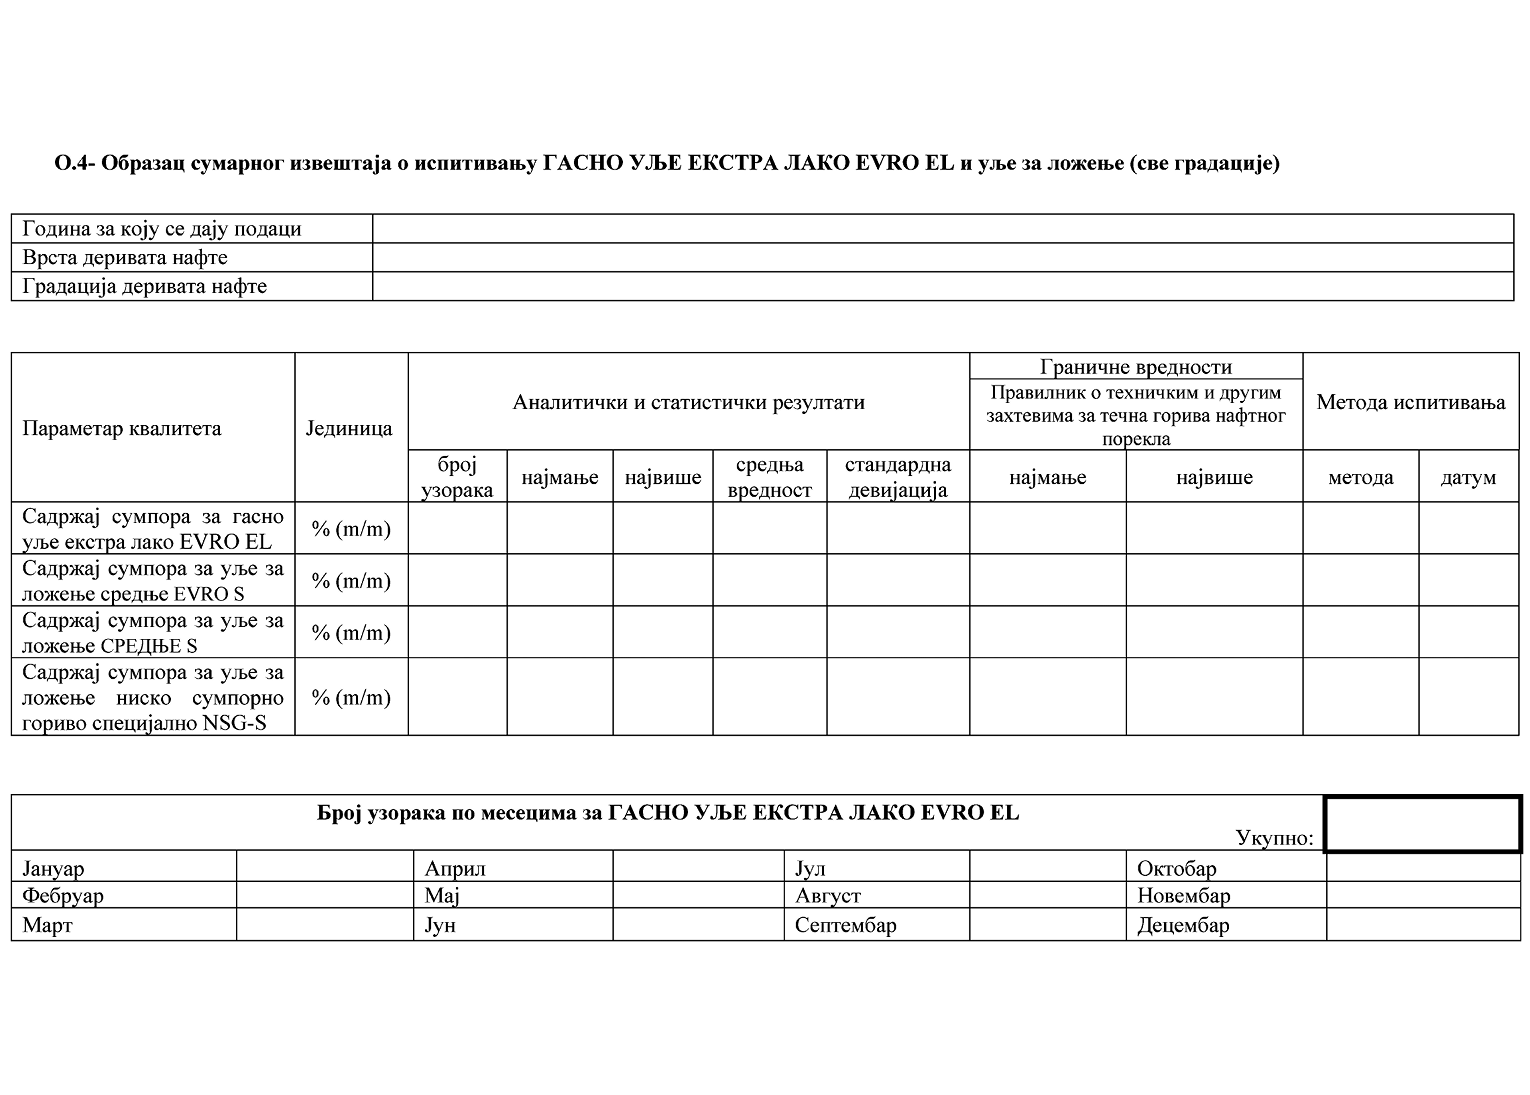 О.4- Образац сумарног извештаја о испитивању ГАСНО УЉЕ ЕКСТРА ЛАКО EVRO EL и уље за ложење (све градације)
Година за коју се дају подаци
Врста деривата нафте
Градација деривата нафте
Параметар квалитета
Јединица
Аналитички и статистички резултати
Граничне вредности
Правилник о техничким и другим
захтевима за течна горива нафтног
порекла
Метода испитивања
број
узорака
најмање
највише
средња
вредност
стандардна
девијација
најмање
највише
метода
датум
Садржај сумпора за гасно
уље екстра лако EVRO EL
% (m/m)
Садржај сумпора за уље за
ложење средње EVRO S
% (m/m)
Садржај сумпора за уље за
ложење СРЕДЊЕ S
% (m/m)
Садржај сумпора за уље за
ложење ниско сумпорно
гориво специјално NSG-S
% (m/m)
Број узорака по месецима за ГАСНО УЉЕ ЕКСТРА ЛАКО EVRO EL
Укупно:
Јануар Април Јул Октобар
Фебруар Мај Август Новембар
Март Јун Септембар Децембар